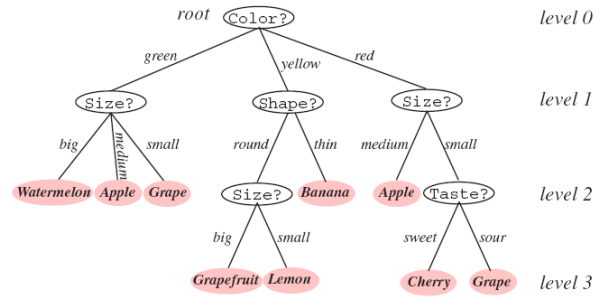 root Color? level 0
green yellow red
Size? Shape? Size? level 1
big medium small round thin medium small
Watermelon Apple Grape Size? Banana Apple Taste? level 2
big small sweet sour
Grapefruit Lemon Cherry Grape level 3